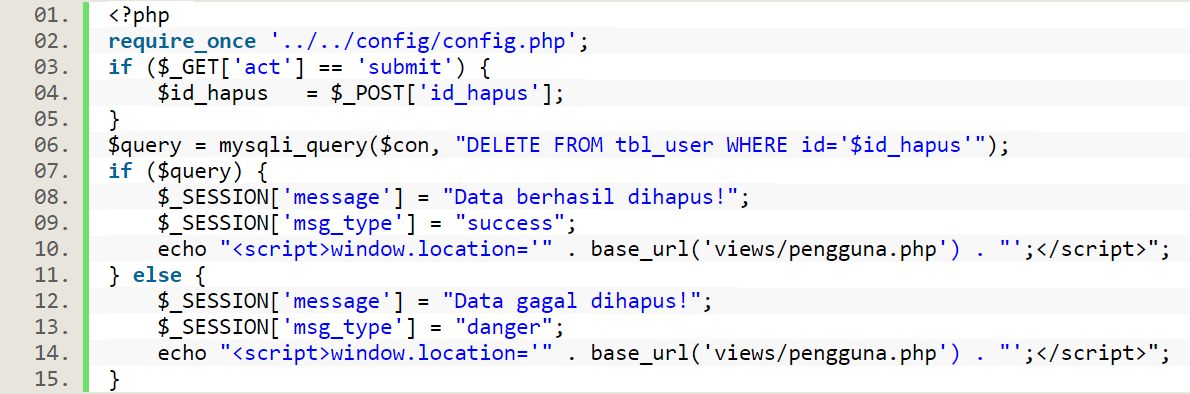 01. <?php
02. require_once '../../config/config.php';
03. if ($_GET['act'] == 'submit') {
04.     $id_hapus   = $_POST['id_hapus'];
05. }
06. $query = mysqli_query($con, "DELETE FROM tbl_user WHERE id='$id_hapus'");
07. if ($query) {
08.     $_SESSION['message'] = "Data berhasil dihapus!";
09.     $_SESSION['msg_type'] = "success";
10.     echo "<script>window.location='" . base_url('views/pengguna.php') . "';</script>";
11. } else {
12.     $_SESSION['message'] = "Data gagal dihapus!";
13.     $_SESSION['msg_type'] = "danger";
14.     echo "<script>window.location='" . base_url('views/pengguna.php') . "';</script>";
15. }